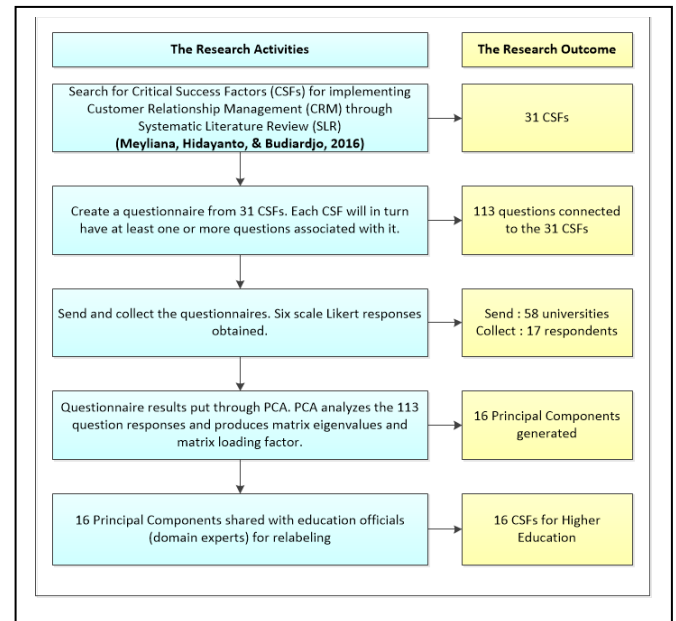 The Research Activities
The Research Outcome
Search for Critical Success Factors (CSFs) for implementing
Customer Relationship Management (CRM) through
Systematic Literature Review (SLR)
(Meyliana, Hidayanto, & Budiardjo, 2016)
31 CSFs
Create a questionnaire from 31 CSFs. Each CSF will in turn
have at least one or more questions associated with it.
113 questions connected
to the 31 CSFs
Send and collect the questionnaires. Six scale Likert responses
obtained.
Send : 58 universities
Collect : 17 respondents
Questionnaire results put through PCA. PCA analyzes the 113
question responses and produces matrix eigenvalues and
matrix loading factor.
16 Principal Components
generated
16 Principal Components shared with education officials
(domain experts) for relabeling
16 CSFs for Higher
Education